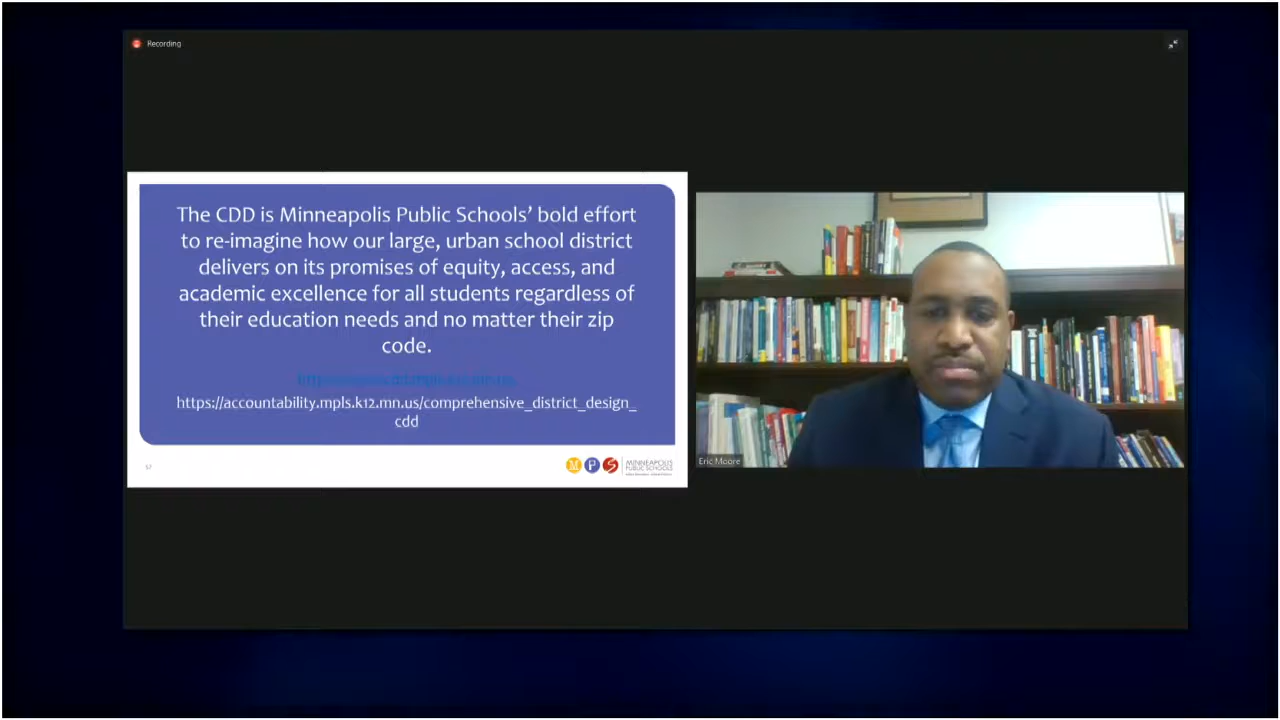 Recording
The CDD is Minneapolis Public Schools’ bold effort
to re-imagine how our large, urban school district
delivers on its promises of equity, access, and
academic excellence for all students regardless of
their education needs and no matter their zip
code.
https://accountability.mpls.k12.mn.us/comprehensive_district_design_
cdd
57
M P S
MINNEAPOLIS
PUBLIC SCHOOLS
Eric Moore